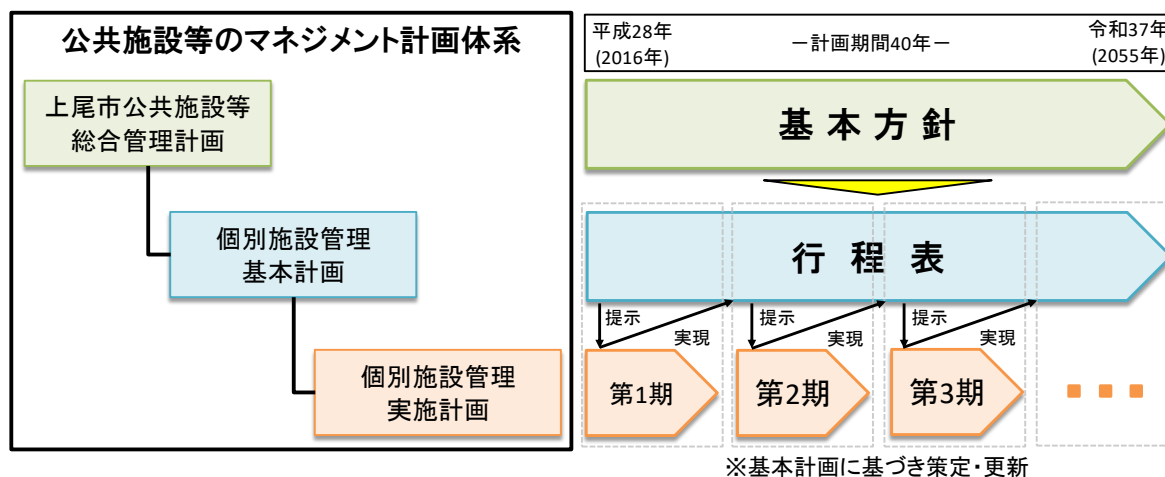 公共施設等のマネジメント計画体系
上尾市公共施設等
総合管理計画
個別施設管理
基本計画
個別施設管理
実施計画
平成28年
(2016年)
－計画期間40年－
令和37年
(2055年)
基本方針
行程表
提示
実現
提示
実現
提示
実現
第1期
第2期
第3期
※基本計画に基づき策定・更新